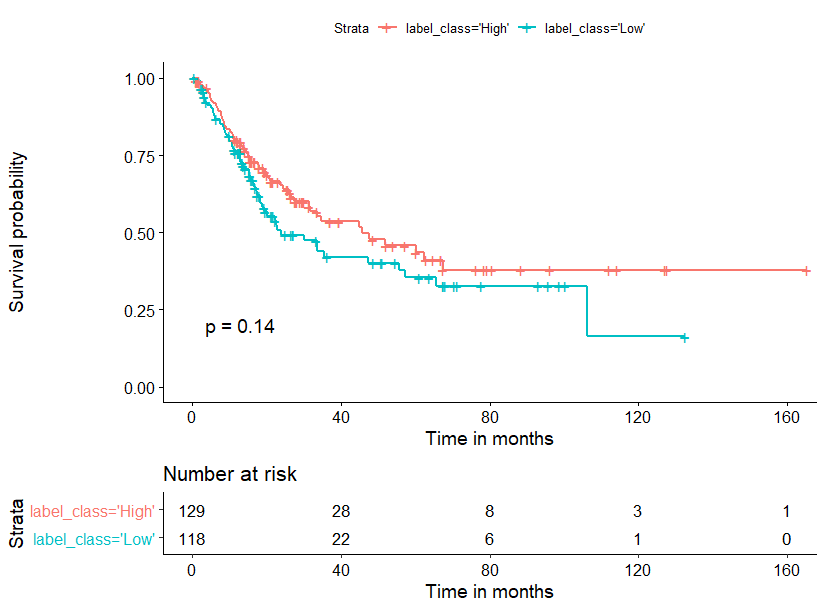 Strata label_class='High' label_class='Low'
Survival probability
1.00
0.75
0.50
0.25
0.00
p = 0.14
0 40 80 120 160
Time in months
Number at risk
Strata
label_class='High' 129 28 8 3 1
label_class='Low' 118 22 6 1 0
0 40 80 120 160
Time in months